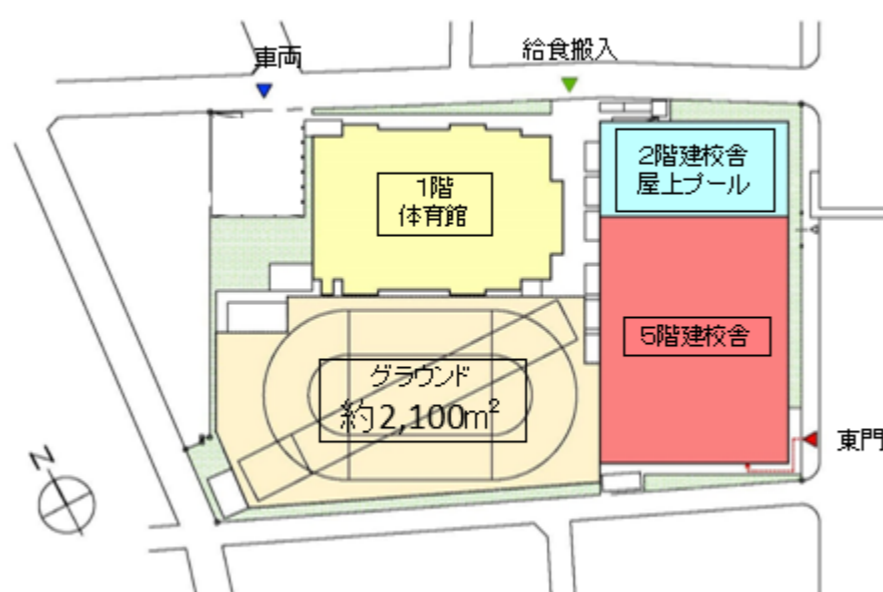 車両
給食搬入
2階建校舎
屋上プール
1階
体育館
5階建校舎
グラウンド
約2,100m²
東門
N